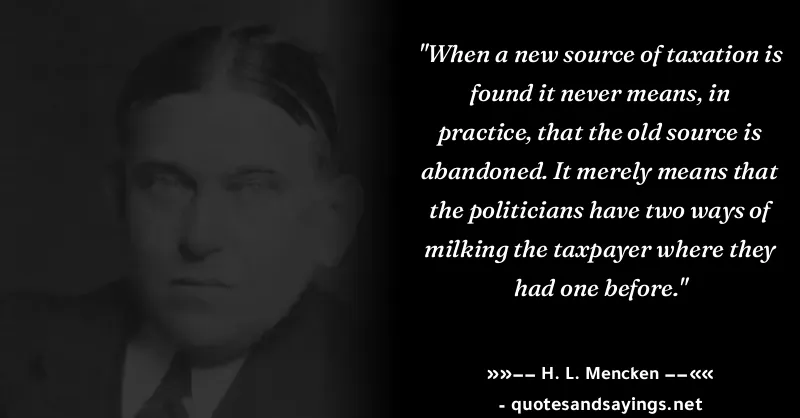 "When a new source of taxation is
found it never means, in
practice, that the old source is
abandoned. It merely means that
the politicians have two ways of
milking the taxpayer where they
had one before."
»»−− H. L. Mencken −−««
- quotesandsayings.net